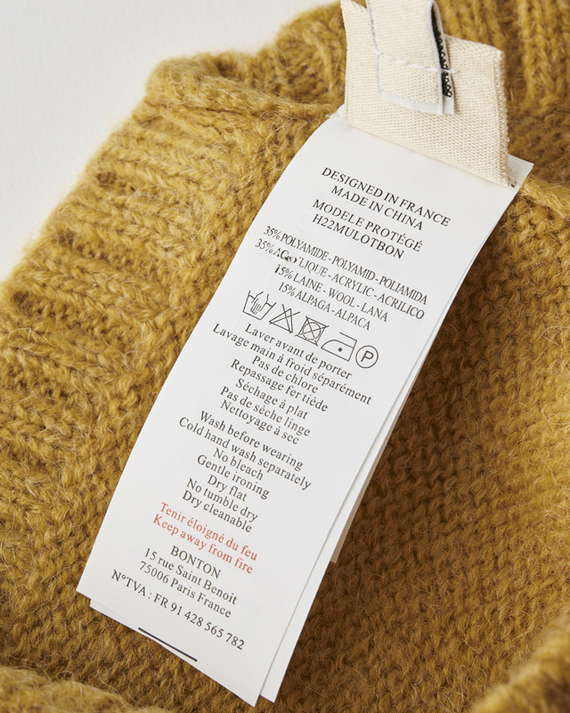 DESIGNED IN FRANCE
MADE IN CHINA
MODELE PROTÉGÉ
H22MULOTBON
35% POLYAMIDE - POLYAMID - POLIAMIDA
35% ACRYLIQUE - ACRYLIC - ACRILICO
15% LAINE - WOOL - LANA
15% ALPAGA - ALPACA
P
Laver avant de porter
Lavage main à froid séparément
Pas de chlore
Repassage fer tiède
Séchage à plat
Pas de sèche linge
Nettoyage à sec
Wash before wearing
Cold hand wash separately
No bleach
Gentle ironing
Dry flat
No tumble dry
Dry cleanable
Tenir éloigné du feu
Keep away from fire
BONTON
15 rue Saint Benoit
75006 Paris France
N°TVA : FR 91 428 565 782